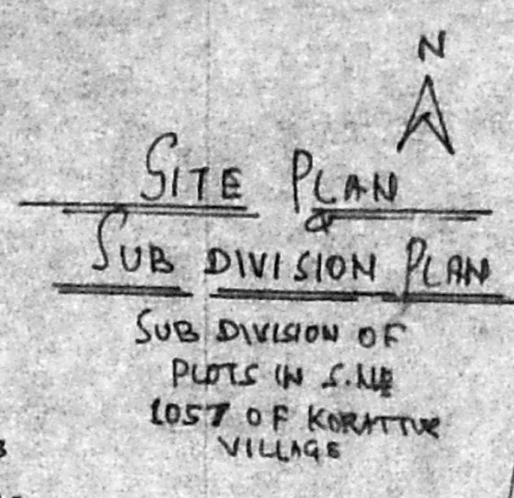 N
SITE PLAN
&
SUB DIVISION PLAN
SUB DIVISION OF
PLOTS IN S.NO
1057 OF KORATTUR
VILLAGE